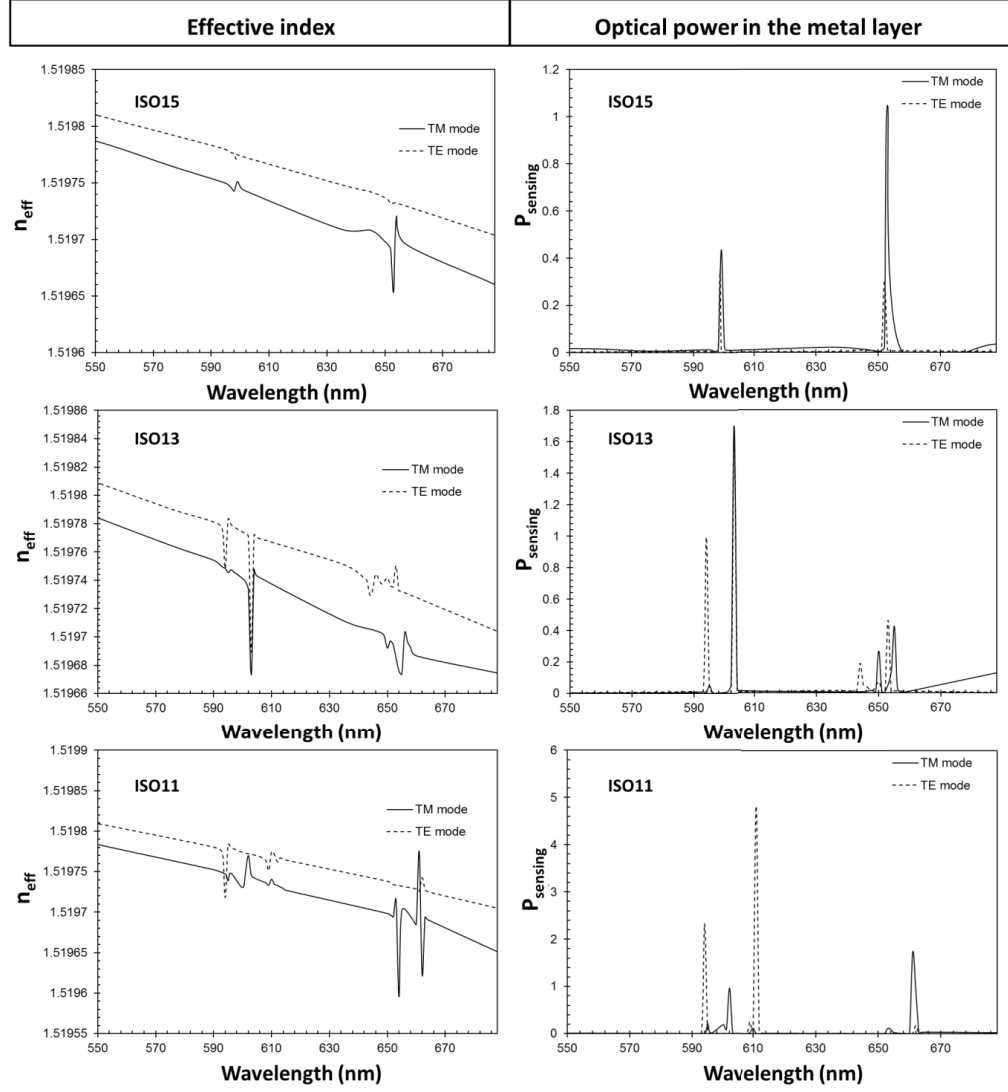 Effective index
Optical power in the metal layer
ISO15
TM mode
TE mode
n_eff
1.51985
1.5198
1.51975
1.5197
1.51965
1.5196
550 570 590 610 630 650 670
Wavelength (nm)
ISO15
TM mode
TE mode
P_sensing
1.2
1
0.8
0.6
0.4
0.2
0
550 570 590 610 630 650 670
Wavelength (nm)
ISO13
TM mode
TE mode
n_eff
1.51986
1.51984
1.51982
1.5198
1.51978
1.51976
1.51974
1.51972
1.5197
1.51968
1.51966
550 570 590 610 630 650 670
Wavelength (nm)
ISO13
TM mode
TE mode
P_sensing
1.8
1.6
1.4
1.2
1
0.8
0.6
0.4
0.2
0
550 570 590 610 630 650 670
Wavelength (nm)
ISO11
TM mode
TE mode
n_eff
1.5199
1.51985
1.5198
1.51975
1.5197
1.51965
1.5196
1.51955
550 570 590 610 630 650 670
Wavelength (nm)
ISO11
TM mode
TE mode
P_sensing
6
5
4
3
2
1
0
550 570 590 610 630 650 670
Wavelength (nm)